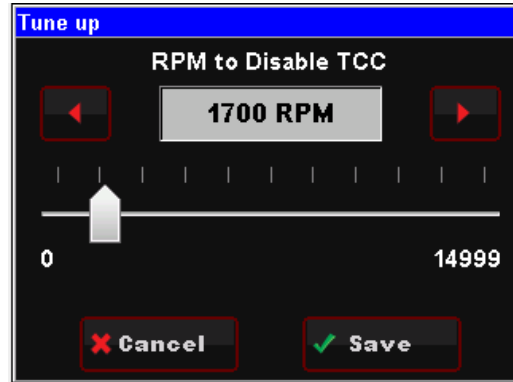 Tune up
RPM to Disable TCC
1700 RPM
0 14999
Cancel Save